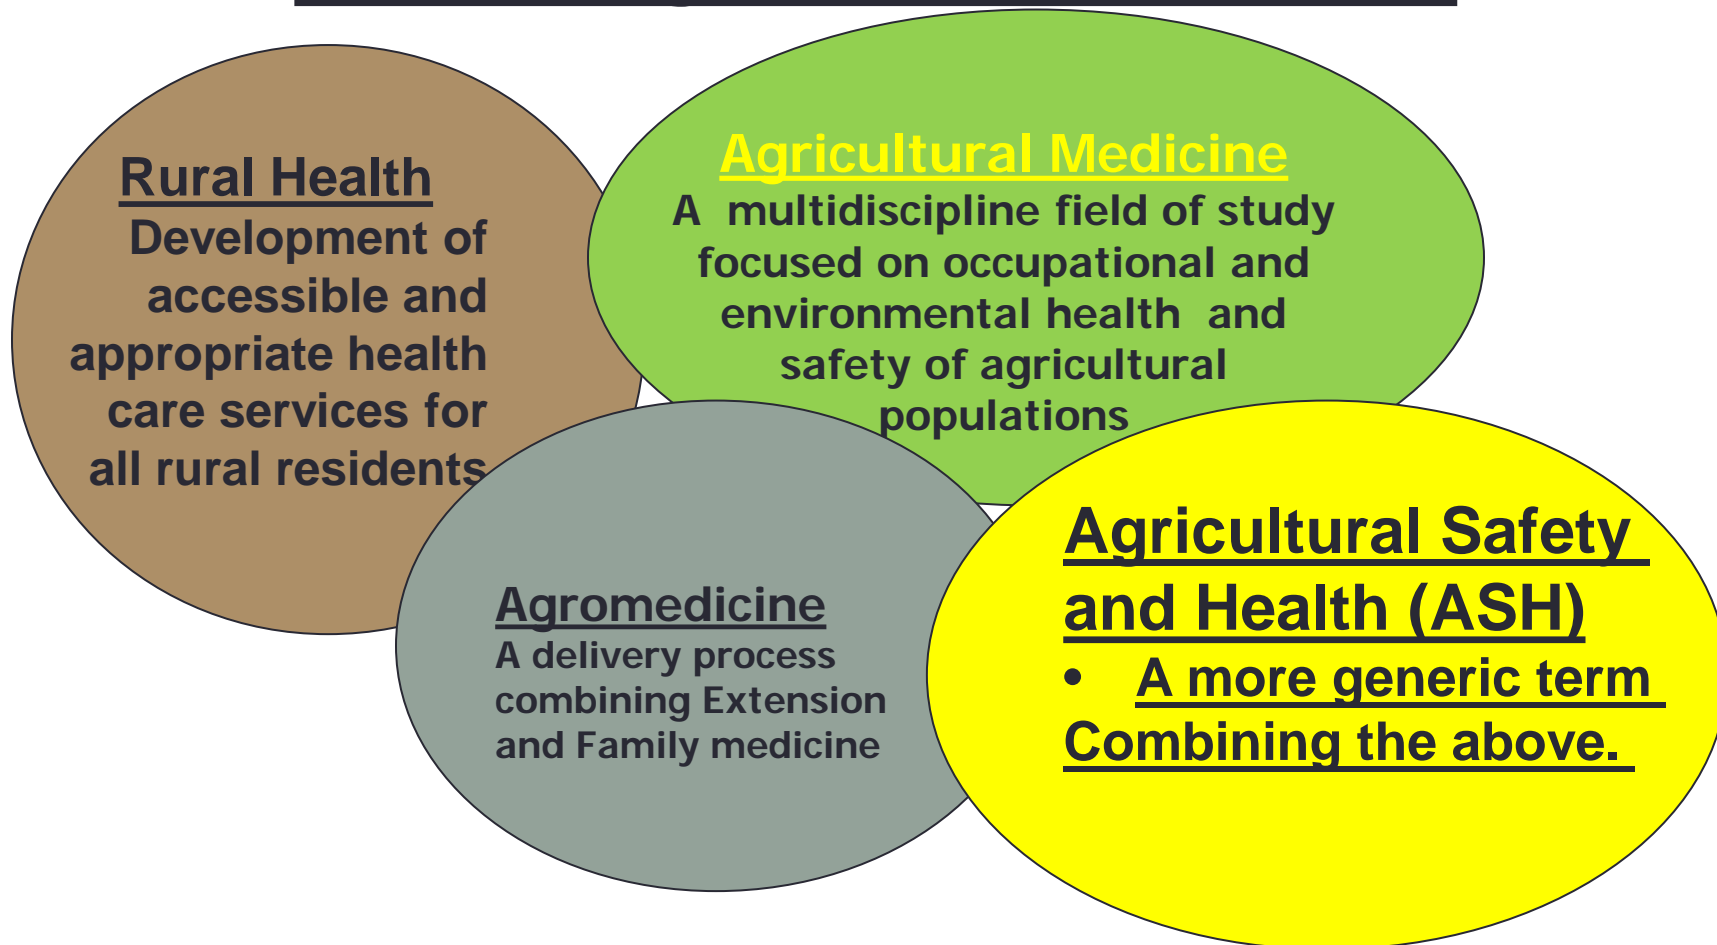 Rural Health
Development of
accessible and
appropriate health
care services for
all rural residents
Agricultural Medicine
A multidiscipline field of study
focused on occupational and
environmental health and
safety of agricultural
populations
Agromedicine
A delivery process
combining Extension
and Family medicine
Agricultural Safety
and Health (ASH)
• A more generic term
Combining the above.